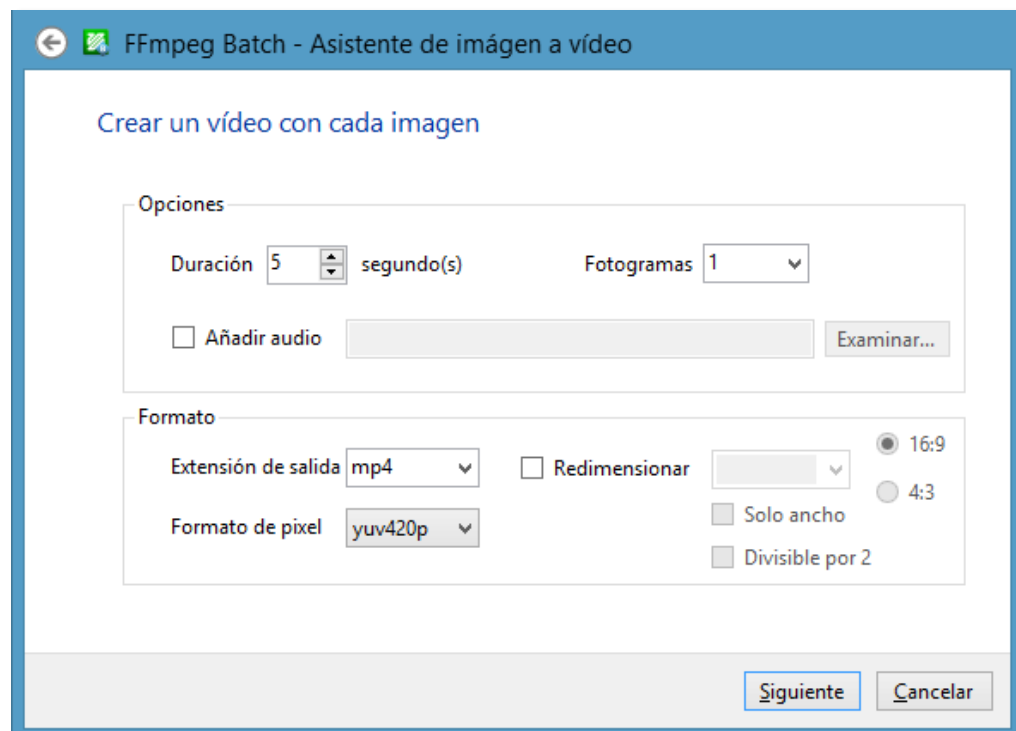 FFmpeg Batch - Asistente de imágen a vídeo
Crear un vídeo con cada imagen
Opciones
Duración 5 segundo(s) Fotogramas 1
Añadir audio Examinar...
Formato
16:9
Extensión de salida mp4 Redimensionar
4:3
Solo ancho
Formato de pixel yuv420p
Divisible por 2
Siguiente Cancelar